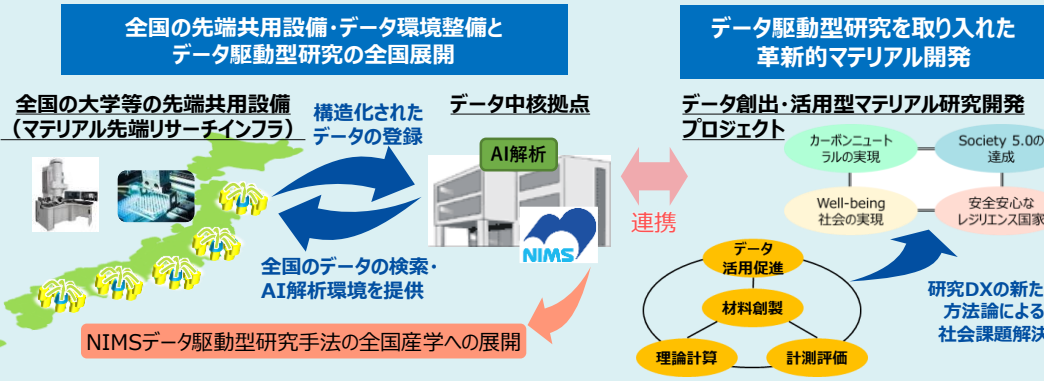 全国の先端共用設備・データ環境整備と
データ駆動型研究の全国展開
全国の大学等の先端共用設備
（マテリアル先端リサーチインフラ）
構造化された
データの登録
データ中核拠点
AI解析
NIMS
全国のデータの検索・
AI解析環境を提供
NIMSデータ駆動型研究手法の全国産学への展開
連携
データ駆動型研究を取り入れた
革新的マテリアル開発
データ創出・活用型マテリアル研究開発
プロジェクト
カーボンニュート
ラルの実現
Society 5.0の
達成
Well-being
社会の実現
安全安心な
レジリエンス国家
データ
活用促進
材料創製
理論計算
計測評価
研究DXの新た
方法論による
社会課題解決